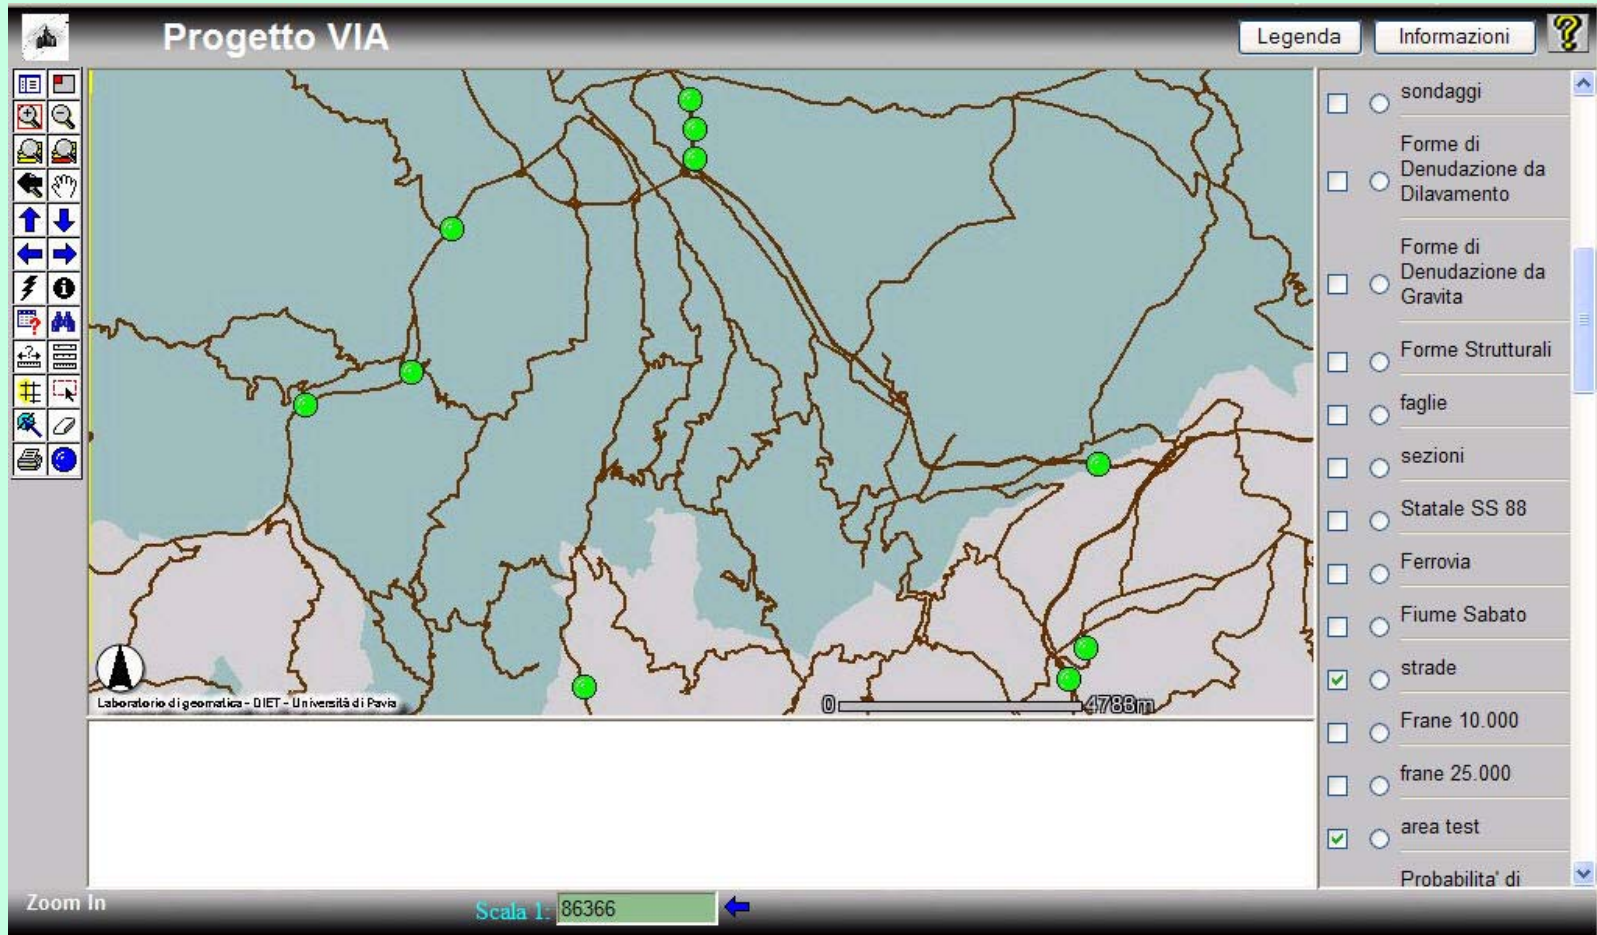 Progetto VIA
Legenda
Informazioni
sondaggi
Forme di
Denudazione da
Dilavamento
Forme di
Denudazione da
Gravita
Forme Strutturali
faglie
sezioni
Statale SS 88
Ferrovia
Fiume Sabato
strade
Frane 10.000
frane 25.000
area test
Probabilita' di
Laboratorio di geomatica - DIET - Università di Pavia
0 4788m
Zoom In
Scala 1: 86366